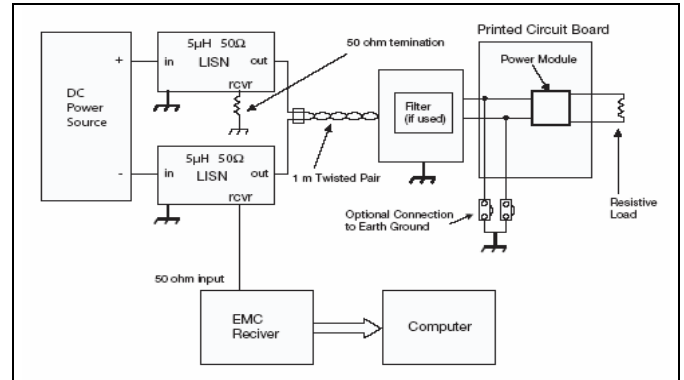 Printed Circuit Board
5µH 50Ω
LISN
in
out
rcvr
50 ohm temination
Power Module
+
DC
Power
Source
-
Filter
(if used)
5µH 50Ω
LISN
in
out
rcvr
1 m Twisted Pair
Optional Connection
to Earth Ground
Resistive
Load
50 ohm input
EMC
Reciver
Computer